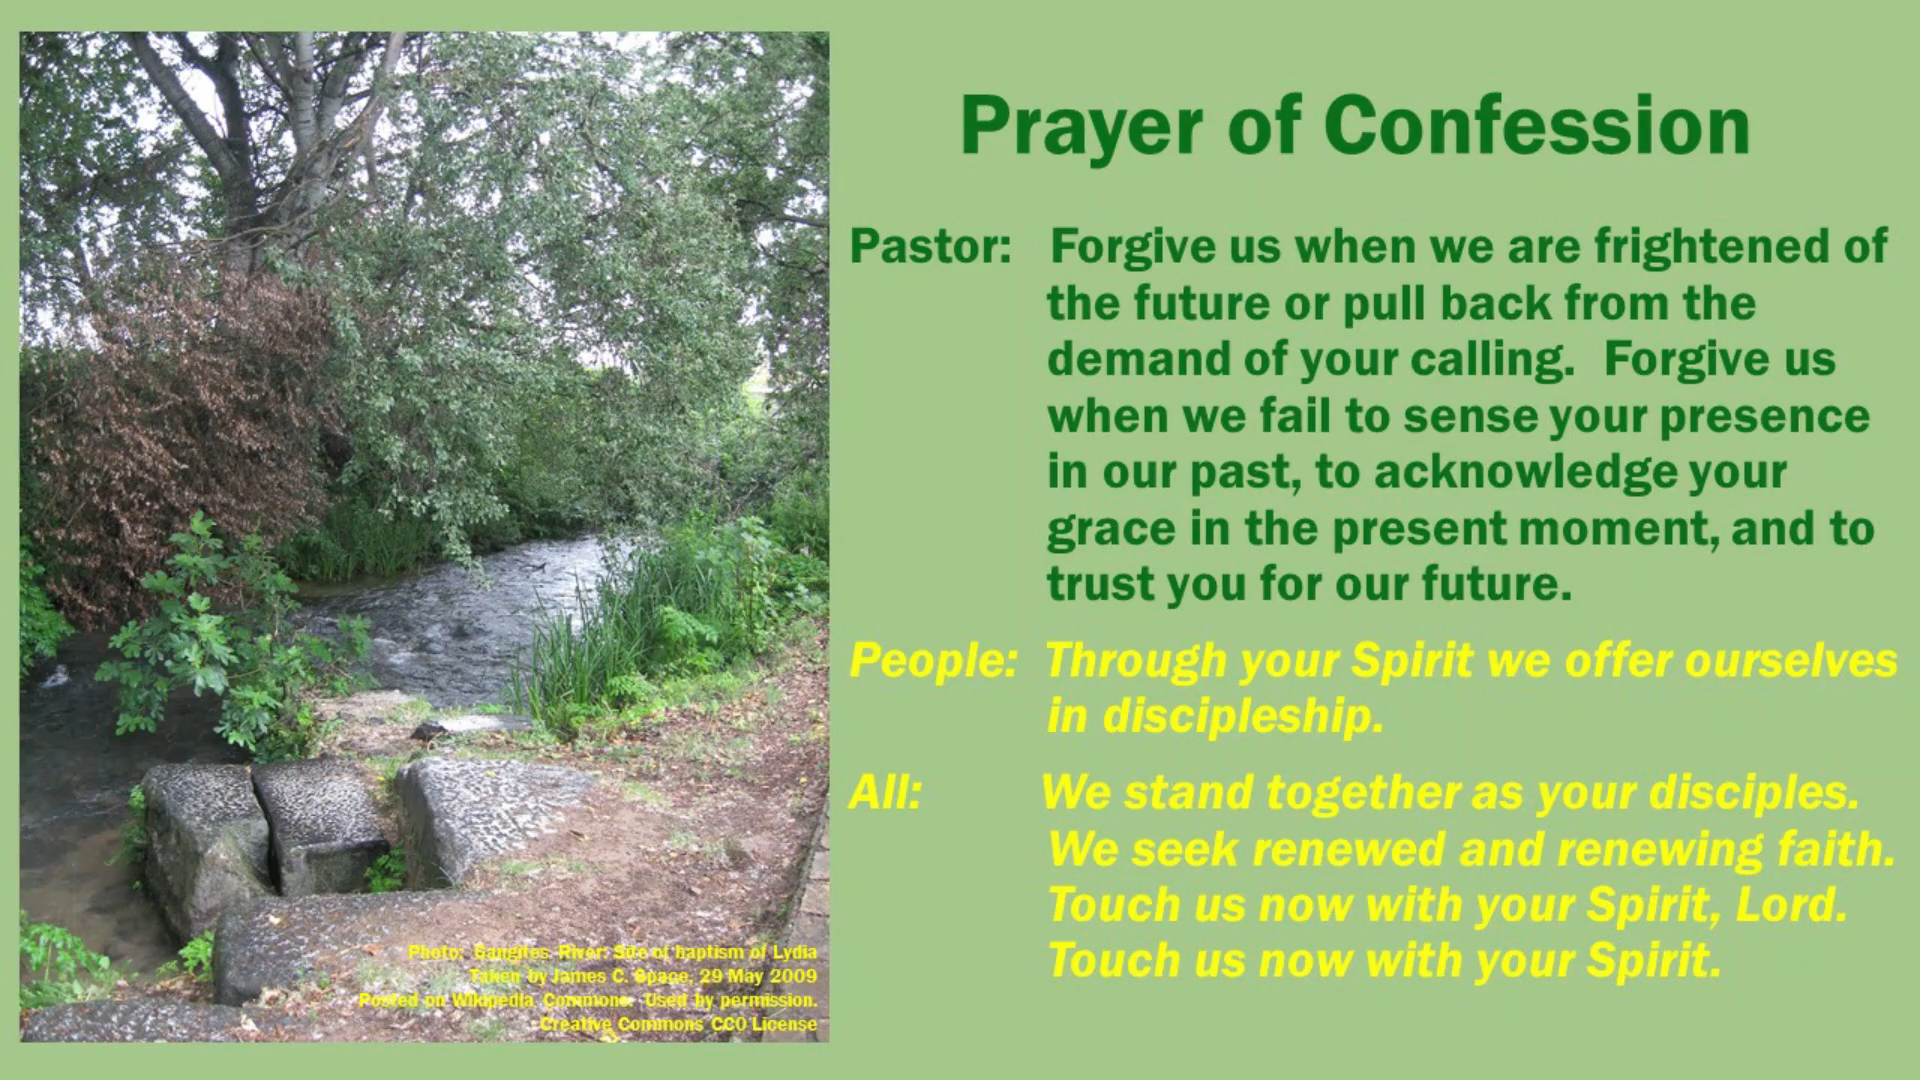 Prayer of Confession
Pastor: Forgive us when we are frightened of
the future or pull back from the
demand of your calling. Forgive us
when we fail to sense your presence
in our past, to acknowledge your
grace in the present moment, and to
trust you for our future.
People: Through your Spirit we offer ourselves
in discipleship.
All: We stand together as your disciples.
We seek renewed and renewing faith.
Touch us now with your Spirit, Lord.
Touch us now with your Spirit.
Photo: Gangites River: Site of baptism of Lydia
Taken by James C. Space, 29 May 2009
Posted on Wikipedia Commons. Used by permission.
Creative Commons CC0 License